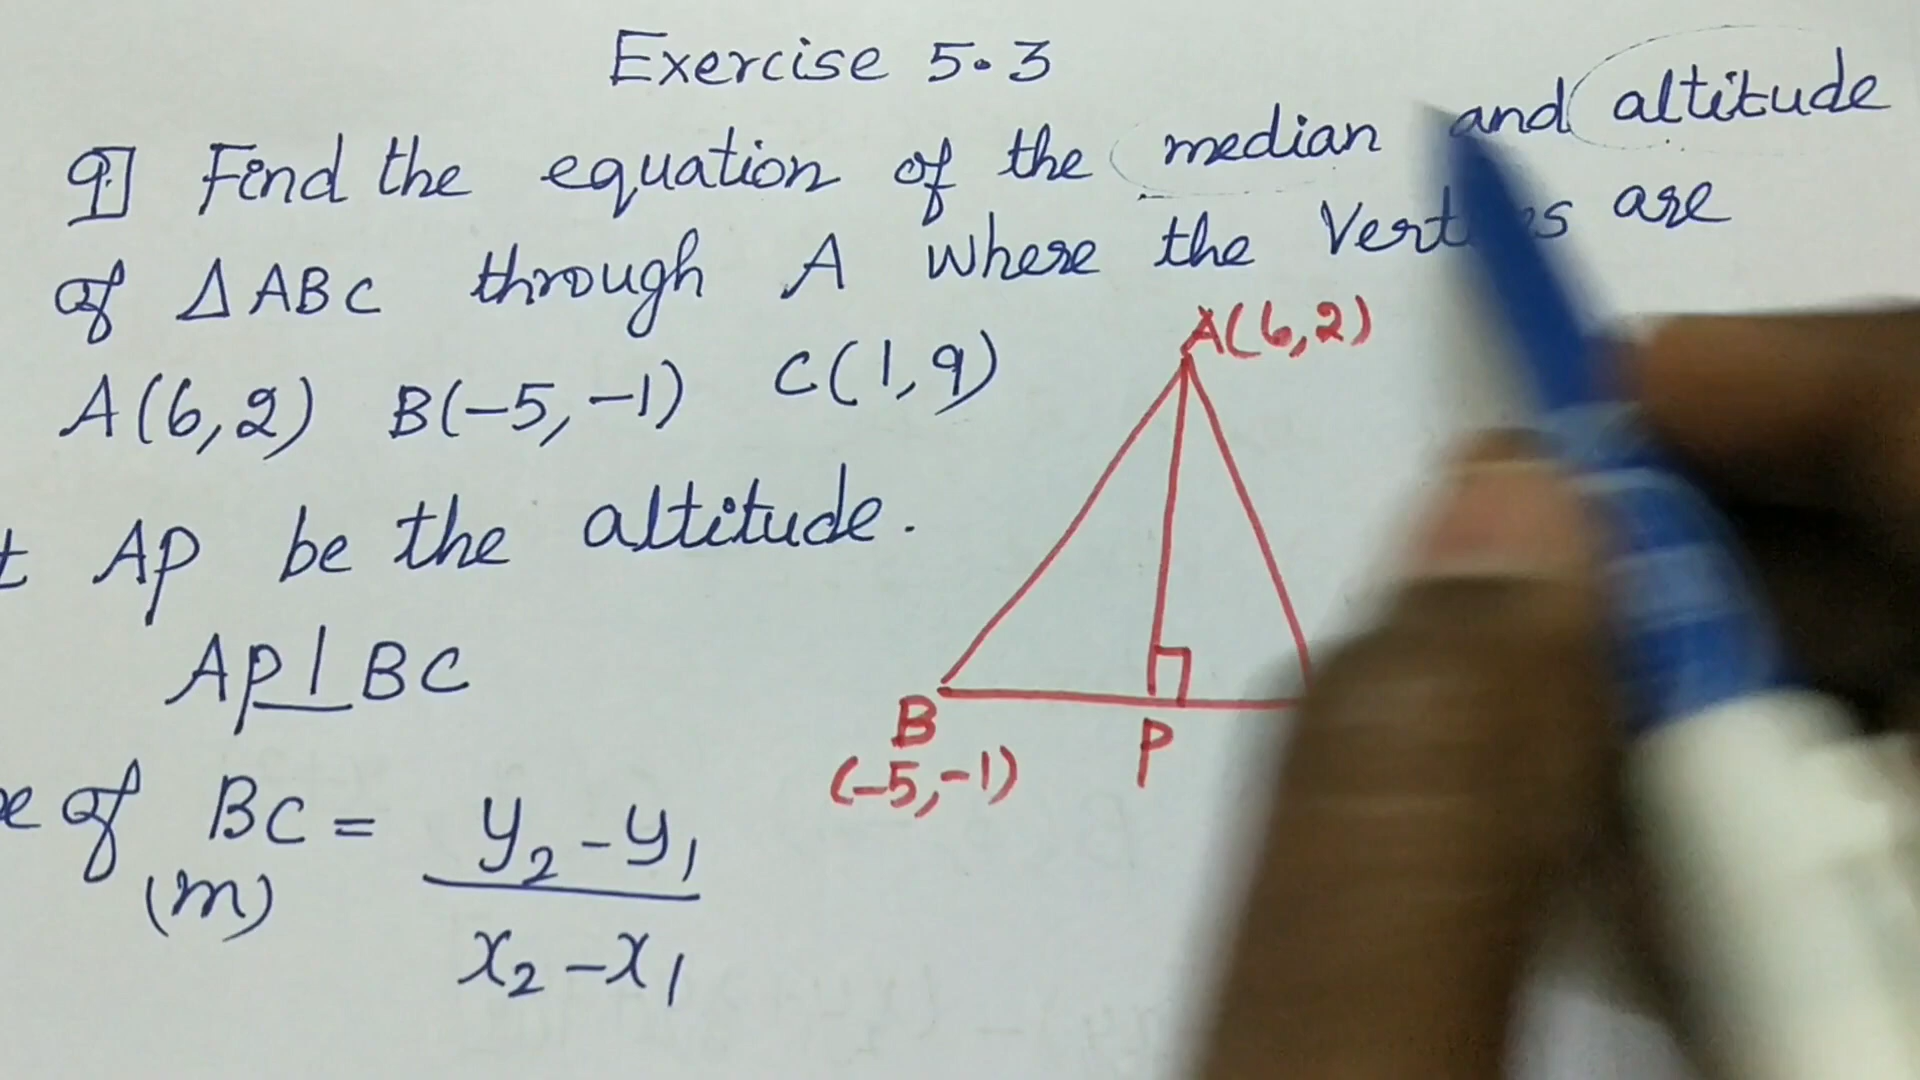 Exercise 5.3
9] Find the equation of the median and altitude
of ΔABC through A where the are
A(6,2) B(-5,-1) C(1,9)
AP be the altitude.
AP⊥BC
of BC = y₂-y₁
(m) x₂-x₁
A(6,2)
B
(-5,-1)
P